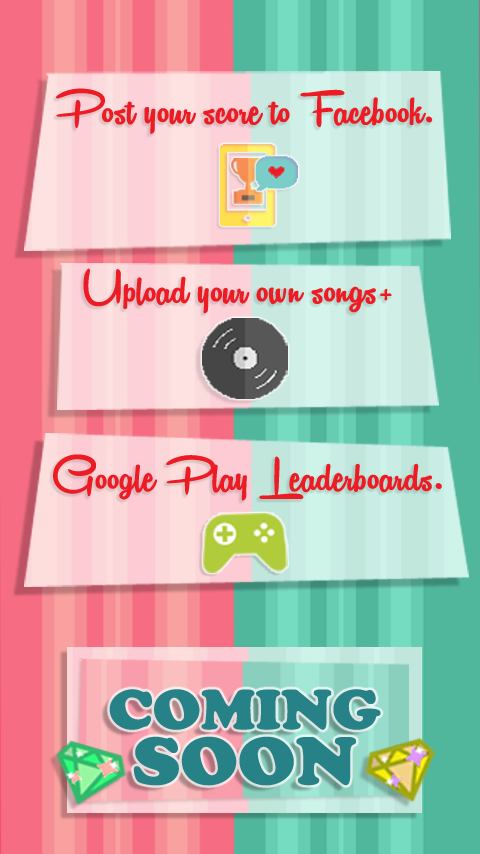 Post your score to Facebook.
Upload your own songs+
Google Play Leaderboards.
COMING
SOON